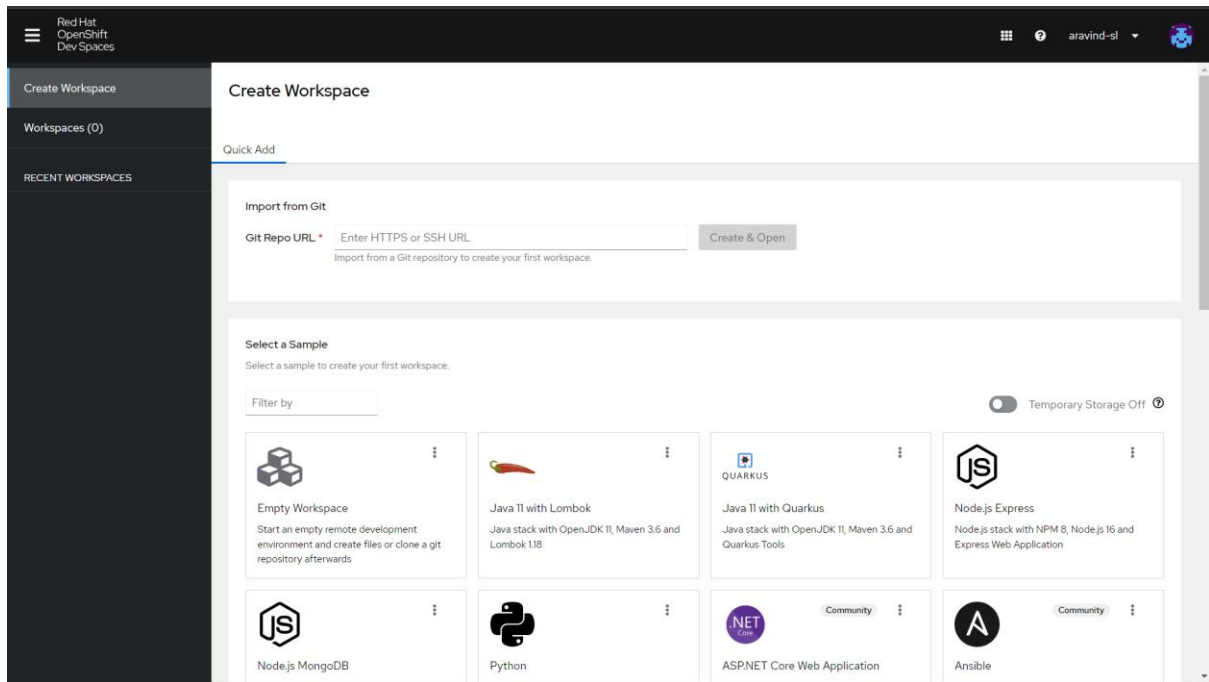 Red Hat
OpenShift
Dev Spaces
aravind-sl
Create Workspace
Workspaces (0)
RECENT WORKSPACES
Create Workspace
Quick Add
Import from Git
Git Repo URL *
Enter HTTPS or SSH URL
Create & Open
Import from a Git repository to create your first workspace.
Select a Sample
Select a sample to create your first workspace.
Filter by
Temporary Storage Off
Empty Workspace
Start an empty remote development
environment and create files or clone a git
repository afterwards
Java 11 with Lombok
Java stack with OpenJDK 11, Maven 3.6 and
Lombok 1.18
QUARKUS
Java 11 with Quarkus
Java stack with OpenJDK 11, Maven 3.6 and
Quarkus Tools
JS
Node.js Express
Node.js stack with NPM 8, Node.js 16 and
Express Web Application
JS
Node.js MongoDB
Python
.NET
Core
Community
ASP.NET Core Web Application
A
Community
Ansible